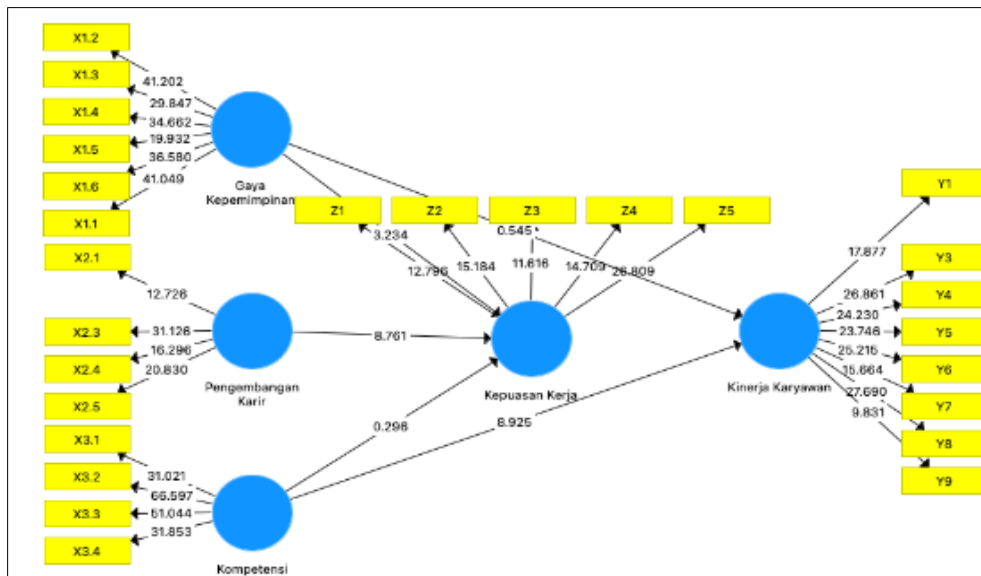 X1.2
X1.3
X1.4
X1.5
X1.6
X1.1
41.202
29.847
34.662
19.932
36.580
41.049
Gaya
Kepemimpinan
Z1
Z2
Z3
Z4
Z5
3.234
12.796
15.184
11.616
14.709
26.809
0.545
X2.1
X2.3
X2.4
X2.5
12.726
31.126
16.296
20.830
Pengembangan
Karir
8.761
Kepuasan Kerja
0.298
8.925
X3.1
X3.2
X3.3
X3.4
31.021
66.597
51.044
31.853
Kompetensi
Kinerja Karyawan
17.877
26.861
24.230
23.746
25.215
15.664
27.690
9.831
Y1
Y3
Y4
Y5
Y6
Y7
Y8
Y9